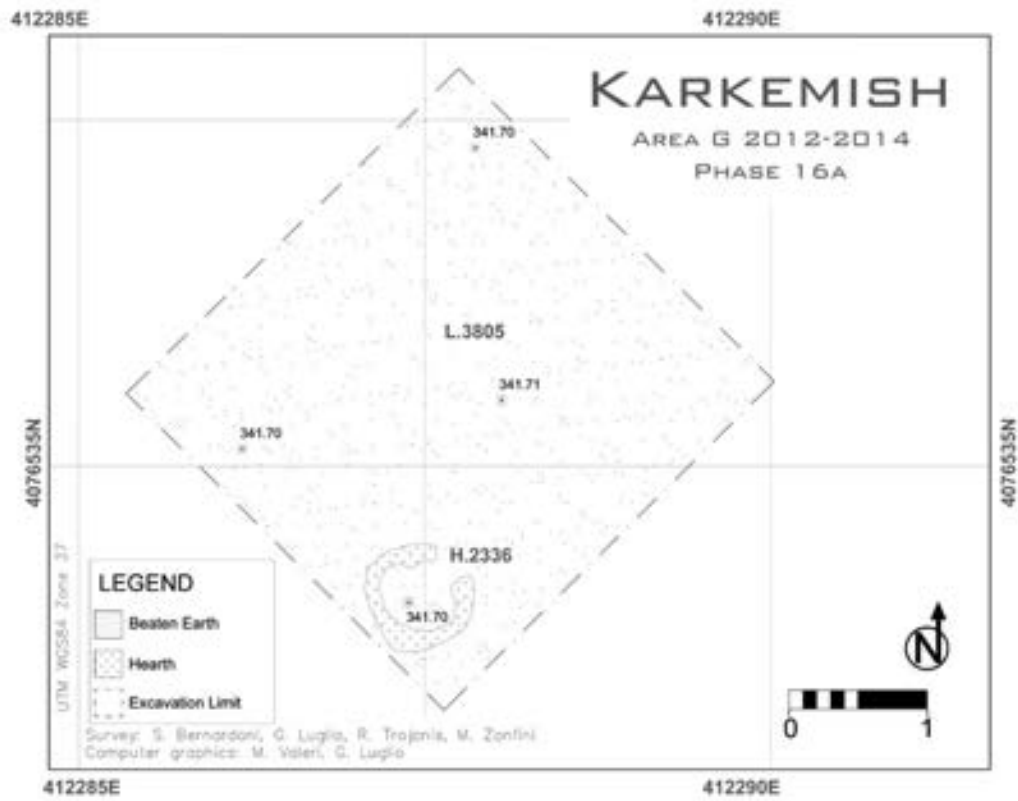 412285E 412290E
KARKEMISH
AREA G 2012-2014
PHASE 16A
341.70
L.3805
341.71
341.70
4076535N
4076535N
H.2336
341.70
UTM WGS84 Zone 37
LEGEND
Beaten Earth
Hearth
Excavation Limit
N
0 1
Survey: S. Bernardoni, G. Luglio, R. Trojanis, M. Zanfini
Computer graphics: M. Valeri, G. Luglio
412285E 412290E